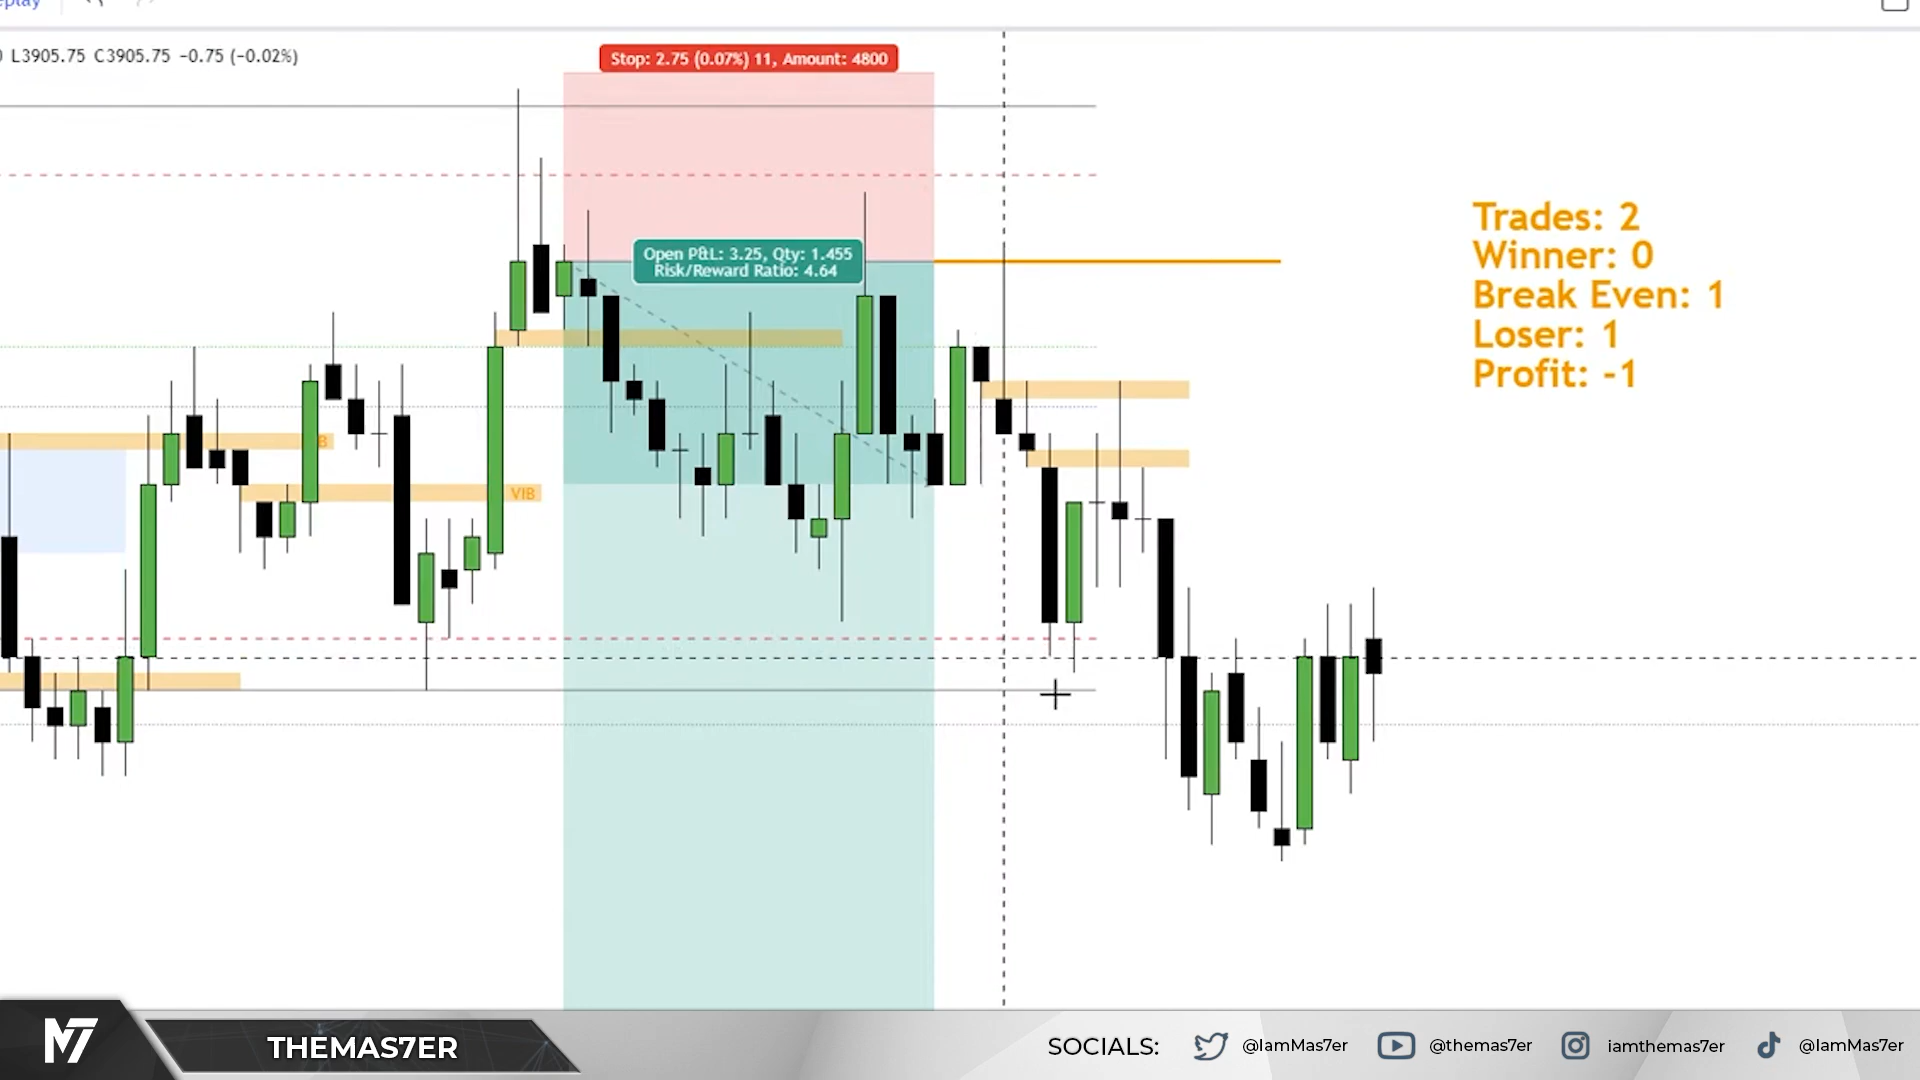 L3905.75 C3905.75 −0.75 (−0.02%)
Stop: 2.75 (0.07%) 11, Amount: 4800
Open P&L: 3.25, Qty: 1.455
Risk/Reward Ratio: 4.64
Trades: 2
Winner: 0
Break Even: 1
Loser: 1
Profit: -1
B
VIB
M7
THEMAS7ER
SOCIALS:
@IamMas7er
@themas7er
iamthemas7er
@IamMas7er